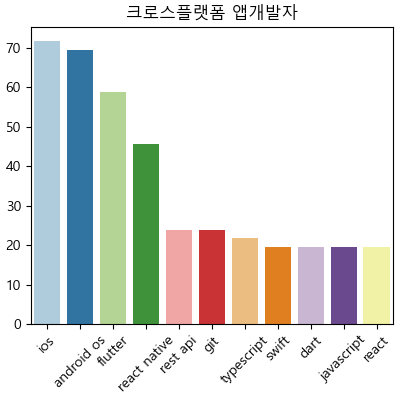 크로스플랫폼 앱개발자
70
60
50
40
30
20
10
0
ios
android os
flutter
react native
rest api
git
typescript
swift
dart
javascript
react